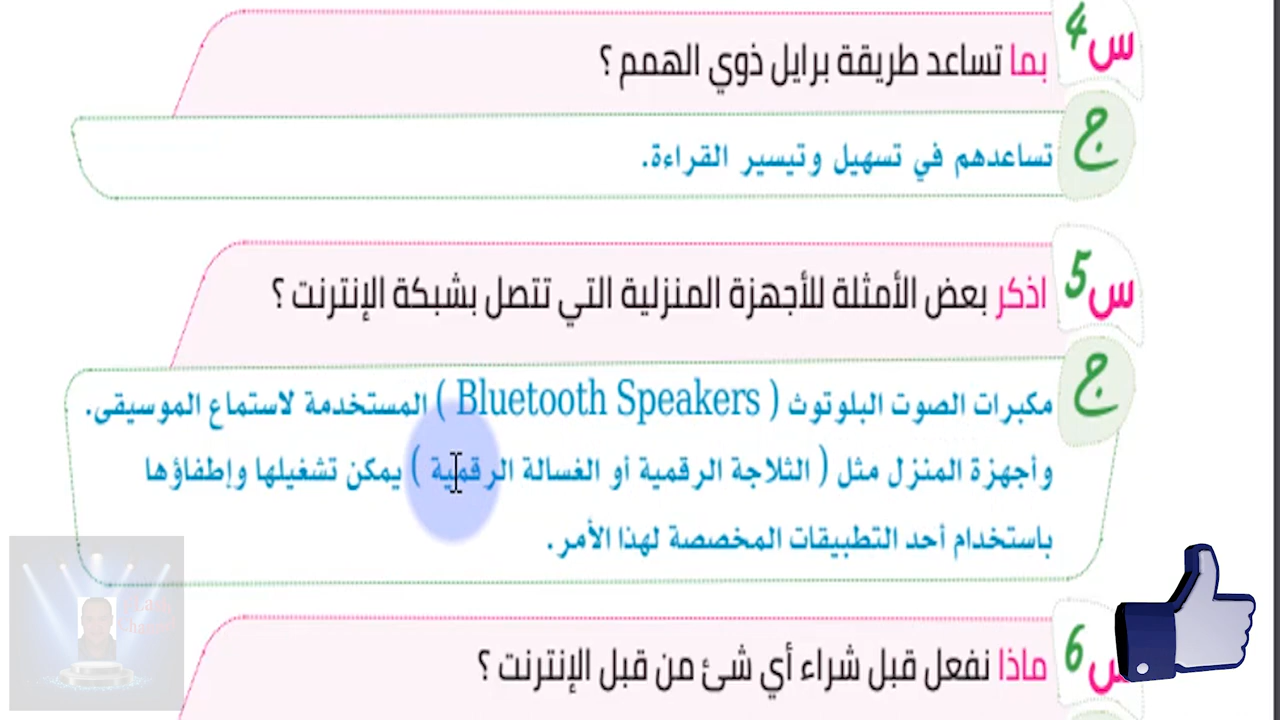 س4
بما تساعد طريقة برايل ذوي الهمم ؟
ج
تساعدهم في تسهيل وتيسير القراءة.
س5
اذكر بعض الأمثلة للأجهزة المنزلية التي تتصل بشبكة الإنترنت ؟
ج
مكبرات الصوت البلوتوث ( Bluetooth Speakers ) المستخدمة لاستماع الموسيقى.
وأجهزة المنزل مثل ( الثلاجة الرقمية أو الغسالة الرقمية ) يمكن تشغيلها وإطفاؤها
باستخدام أحد التطبيقات المخصصة لهذا الأمر.
س6
ماذا نفعل قبل شراء أي شئ من قبل الإنترنت ؟